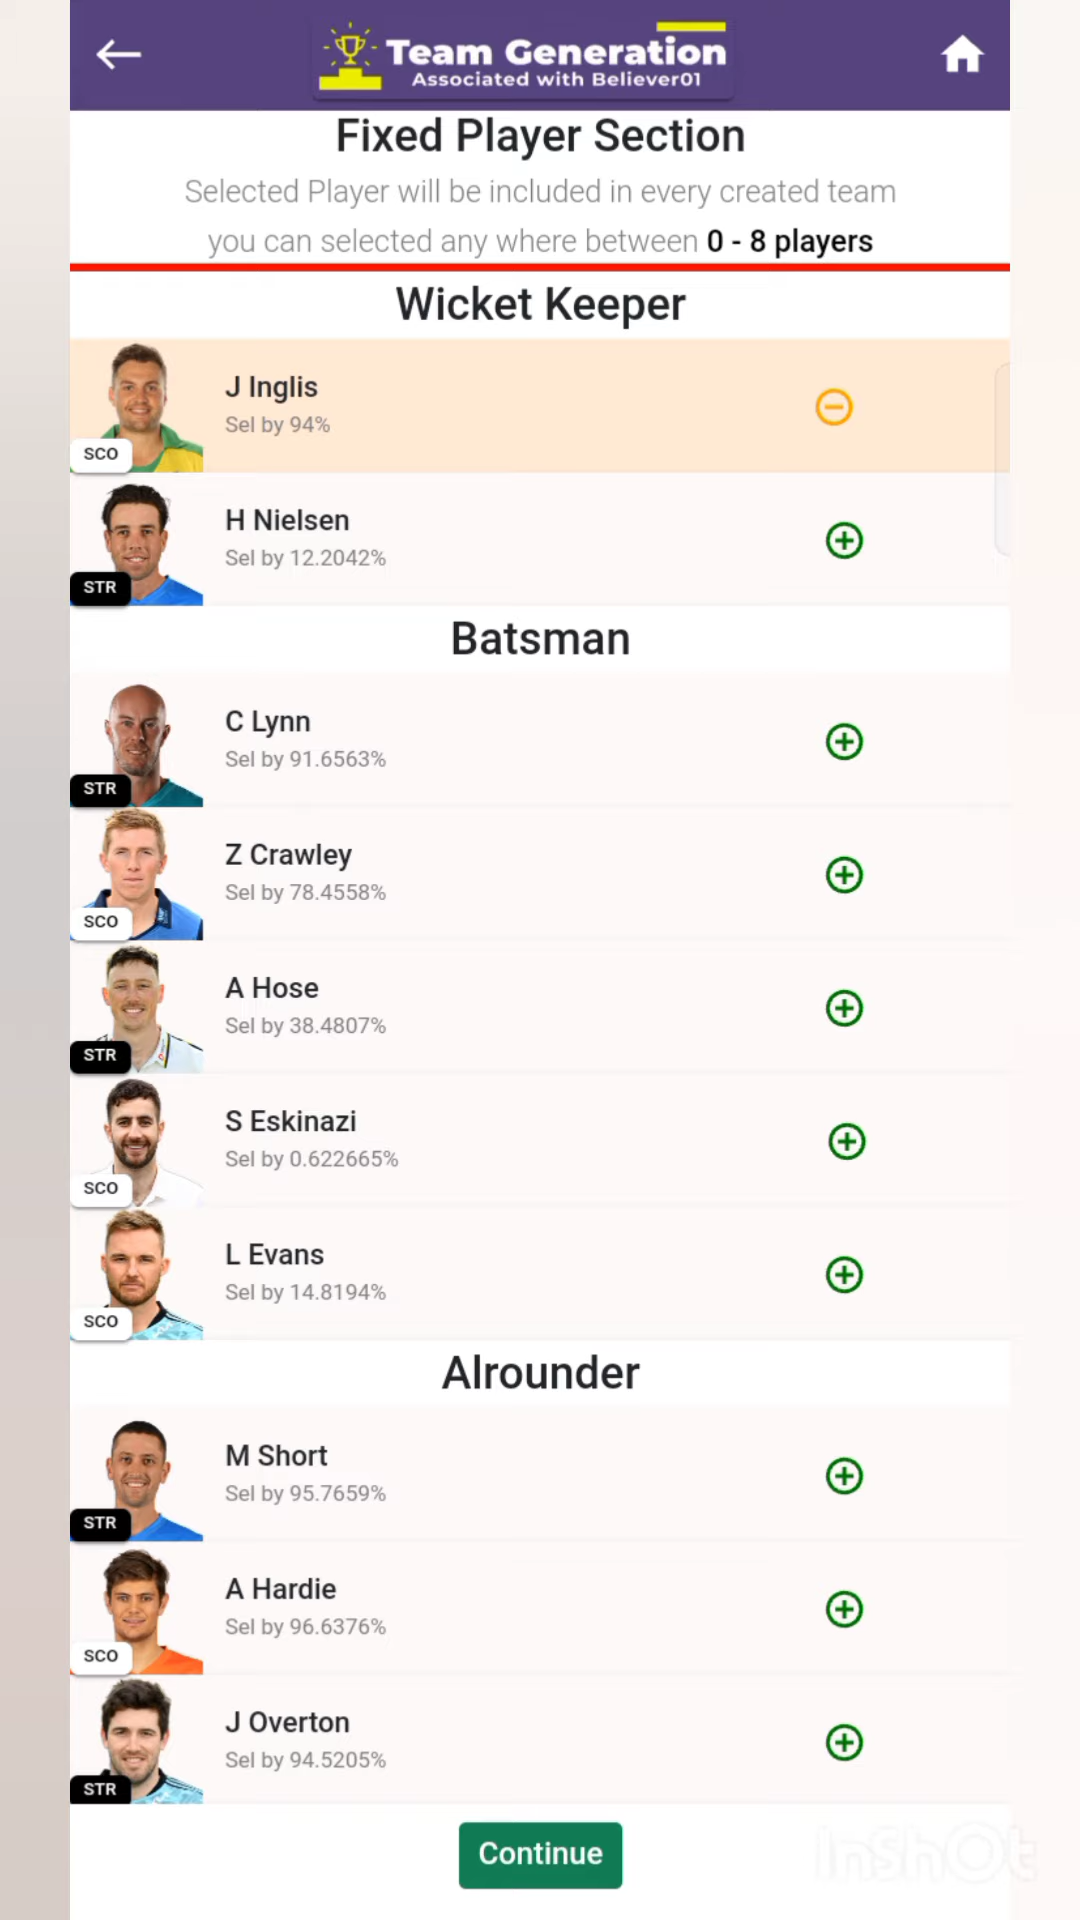 Team Generation
Associated with Believer01
Fixed Player Section
Selected Player will be included in every created team
you can selected any where between 0 - 8 players
Wicket Keeper
J Inglis
Sel by 94%
SCO
H Nielsen
Sel by 12.2042%
STR
Batsman
C Lynn
Sel by 91.6563%
STR
Z Crawley
Sel by 78.4558%
SCO
A Hose
Sel by 38.4807%
STR
S Eskinazi
Sel by 0.622665%
SCO
L Evans
Sel by 14.8194%
SCO
Alrounder
M Short
Sel by 95.7659%
STR
A Hardie
Sel by 96.6376%
SCO
J Overton
Sel by 94.5205%
STR
Continue
InShOt